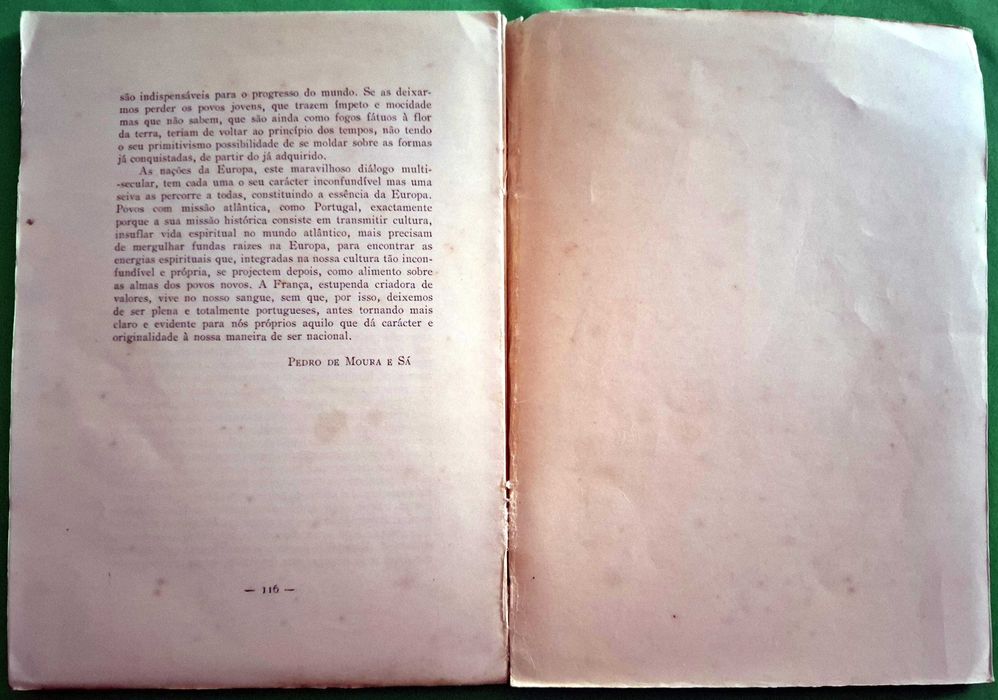 são indispensáveis para o progresso do mundo. Se as deixar-
mos perder os povos jovens, que trazem ímpeto e mocidade
mas que não sabem, que são ainda como fogos fátuos à flor
da terra, teriam de voltar ao princípio dos tempos, não tendo
o seu primitivismo possibilidade de se moldar sobre as formas
já conquistadas, de partir do já adquirido.
As nações da Europa, este maravilhoso diálogo multi-
-secular, tem cada uma o seu carácter inconfundível mas uma
seiva as percorre a todas, constituindo a essência da Europa.
Povos com missão atlântica, como Portugal, exactamente
porque a sua missão histórica consiste em transmitir cultura,
insuflar vida espiritual no mundo atlântico, mais precisam
de mergulhar fundas raizes na Europa, para encontrar as
energias espirituais que, integradas na nossa cultura tão incon-
fundível e própria, se projectem depois, como alimento sobre
as almas dos povos novos. A França, estupenda criadora de
valores, vive no nosso sangue, sem que, por isso, deixemos
de ser plena e totalmente portugueses, antes tornando mais
claro e evidente para nós próprios aquilo que dá carácter e
originalidade à nossa maneira de ser nacional.
PEDRO DE MOURA E SÁ
— 116 —